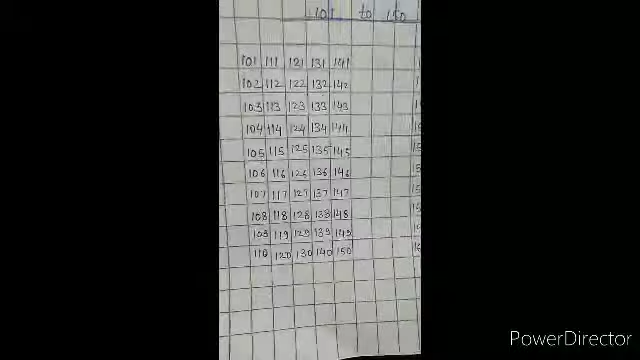 101 to 150
101 111 121 131 141
102 112 122 132 142
103 113 123 133 143
104 114 124 134 144
105 115 125 135 145
106 116 126 136 146
107 117 127 137 147
108 118 128 138 148
109 119 129 139 149
110 120 130 140 150
PowerDirector